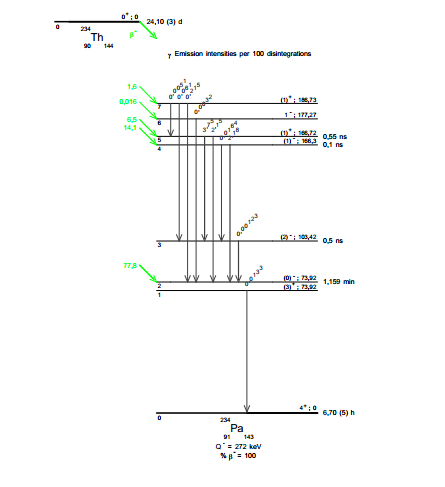 0⁺ ; 0
0
24,10 (3) d
234
Th
90 144
β⁻
γ Emission intensities per 100 disintegrations
1,6
7
(1)⁺ ; 186,73
0,016
6
1⁻ ; 177,27
6,5
5
(1)⁺ ; 166,72
0,55 ns
14,1
4
(1)⁻ ; 166,3
0,1 ns
3
(2)⁻ ; 103,42
0,5 ns
77,8
2
(0)⁻ ; 73,92
1,159 min
1
(3)⁺ ; 73,92
0
4⁺ ; 0
6,70 (5) h
234
Pa
91 143
Q⁻ = 272 keV
% β⁻ = 100